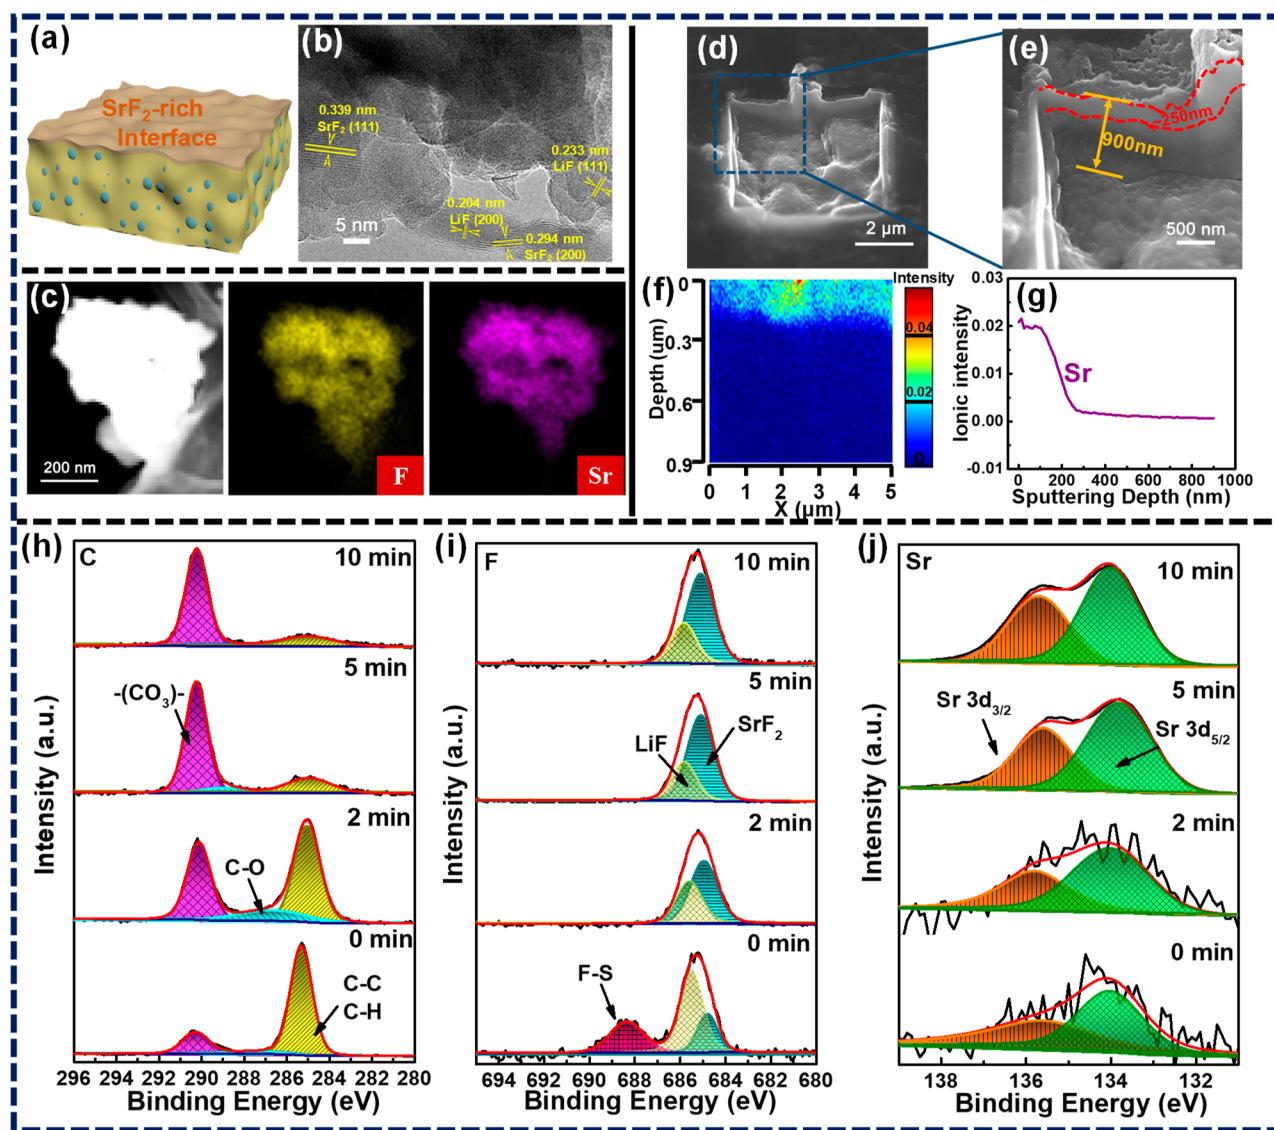 (a)
SrF2-rich
Interface
(b)
0.339 nm
SrF2 (111)
0.233 nm
LiF (111)
0.204 nm
LiF (200)
0.294 nm
SrF2 (200)
5 nm
(c)
200 nm
F
Sr
(d)
2 µm
(e)
~250nm
900nm
500 nm
(f)
Intensity
0.04
0.02
0
0
0.3
0.6
0.9
Depth (um)
0 1 2 3 4 5
X (µm)
(g)
Ionic intensity
0.03
0.02
0.01
0.00
-0.01
Sr
0 200 400 600 800 1000
Sputtering Depth (nm)
(h)
C
10 min
5 min
-(CO3)-
2 min
C-O
0 min
C-C
C-H
Intensity (a.u.)
296 294 292 290 288 286 284 282 280
Binding Energy (eV)
(i)
F
10 min
5 min
SrF2
LiF
2 min
0 min
F-S
Intensity (a.u.)
694 692 690 688 686 684 682 680
Binding Energy (eV)
(j)
Sr
10 min
5 min
Sr 3d3/2
Sr 3d5/2
2 min
0 min
Intensity (a.u.)
138 136 134 132
Binding Energy (eV)